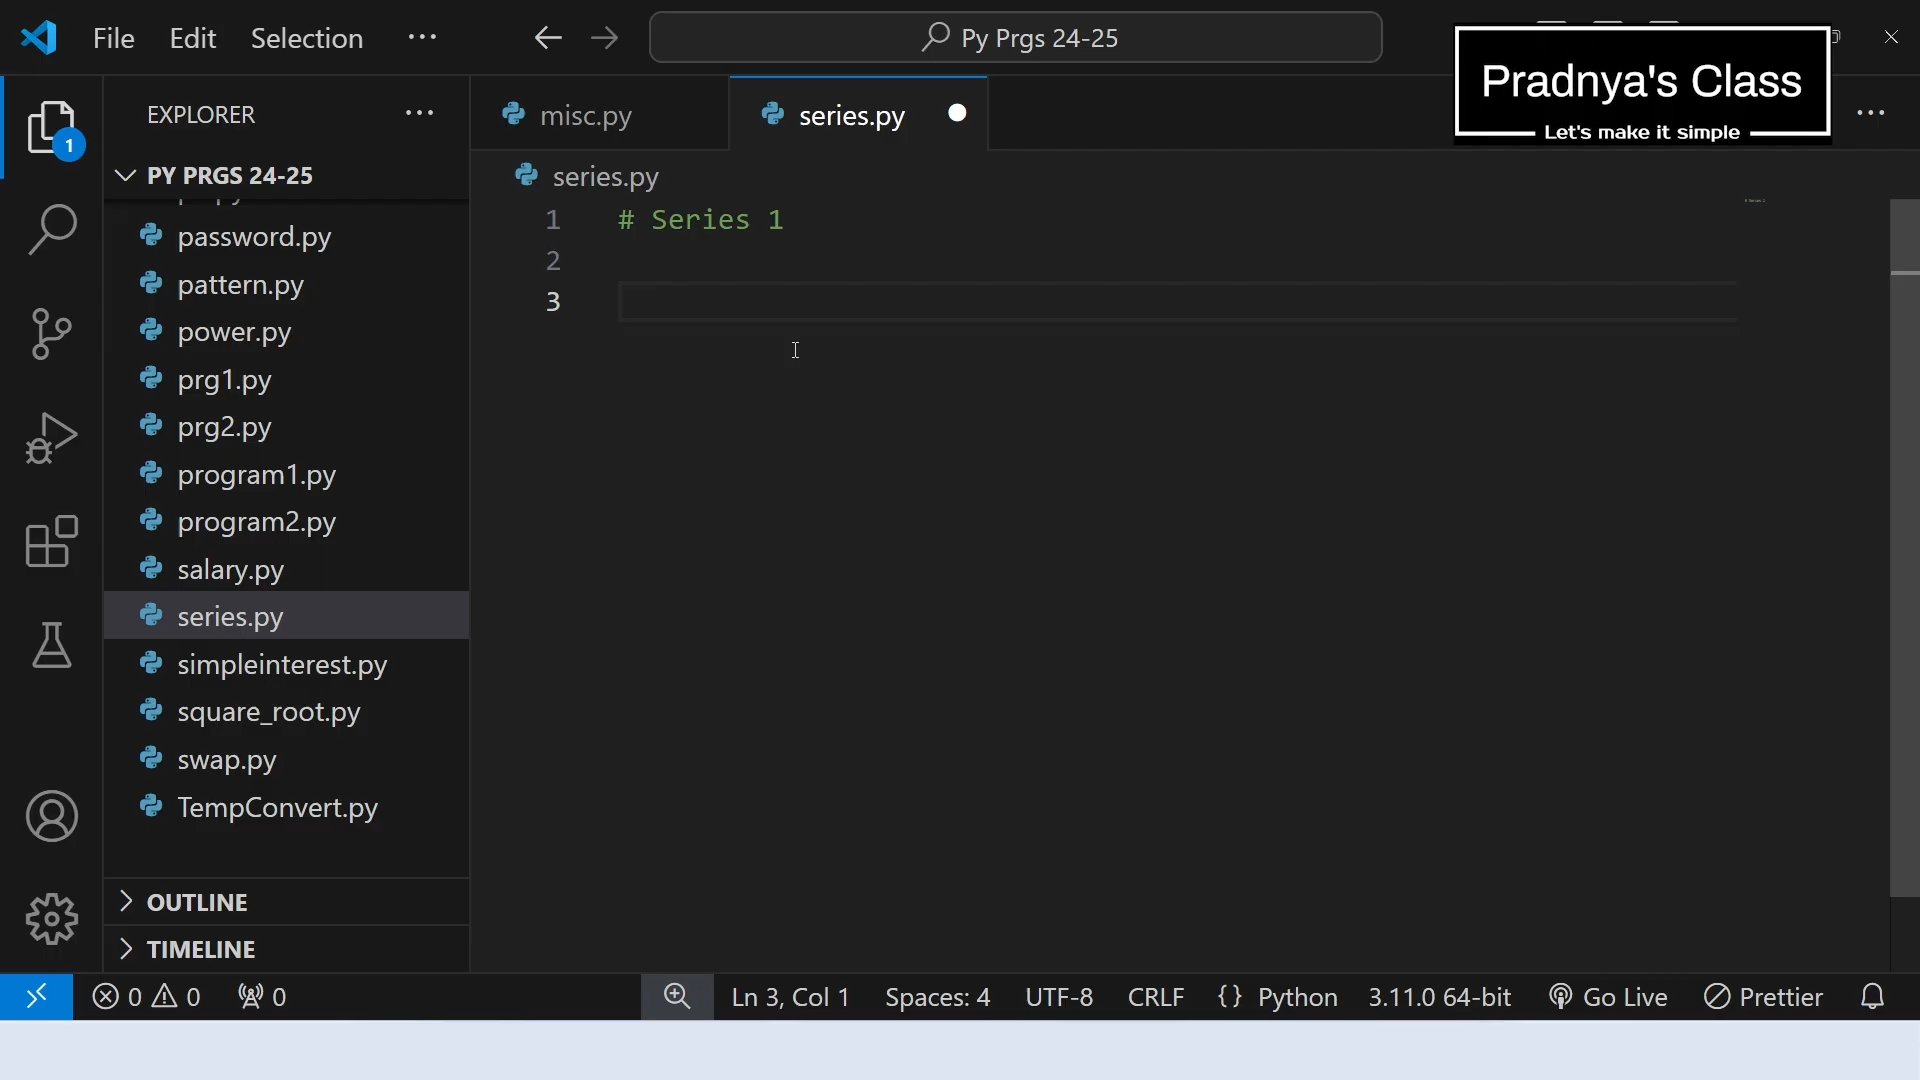 File Edit Selection ··· Py Prgs 24-25
Pradnya's Class
Let's make it simple
EXPLORER ···
misc.py series.py
PY PRGS 24-25
series.py
1 # Series 1
2
3
password.py
pattern.py
power.py
prg1.py
prg2.py
program1.py
program2.py
salary.py
series.py
simpleinterest.py
square_root.py
swap.py
TempConvert.py
1
OUTLINE
TIMELINE
0 0 0 Ln 3, Col 1 Spaces: 4 UTF-8 CRLF {} Python 3.11.0 64-bit Go Live Prettier